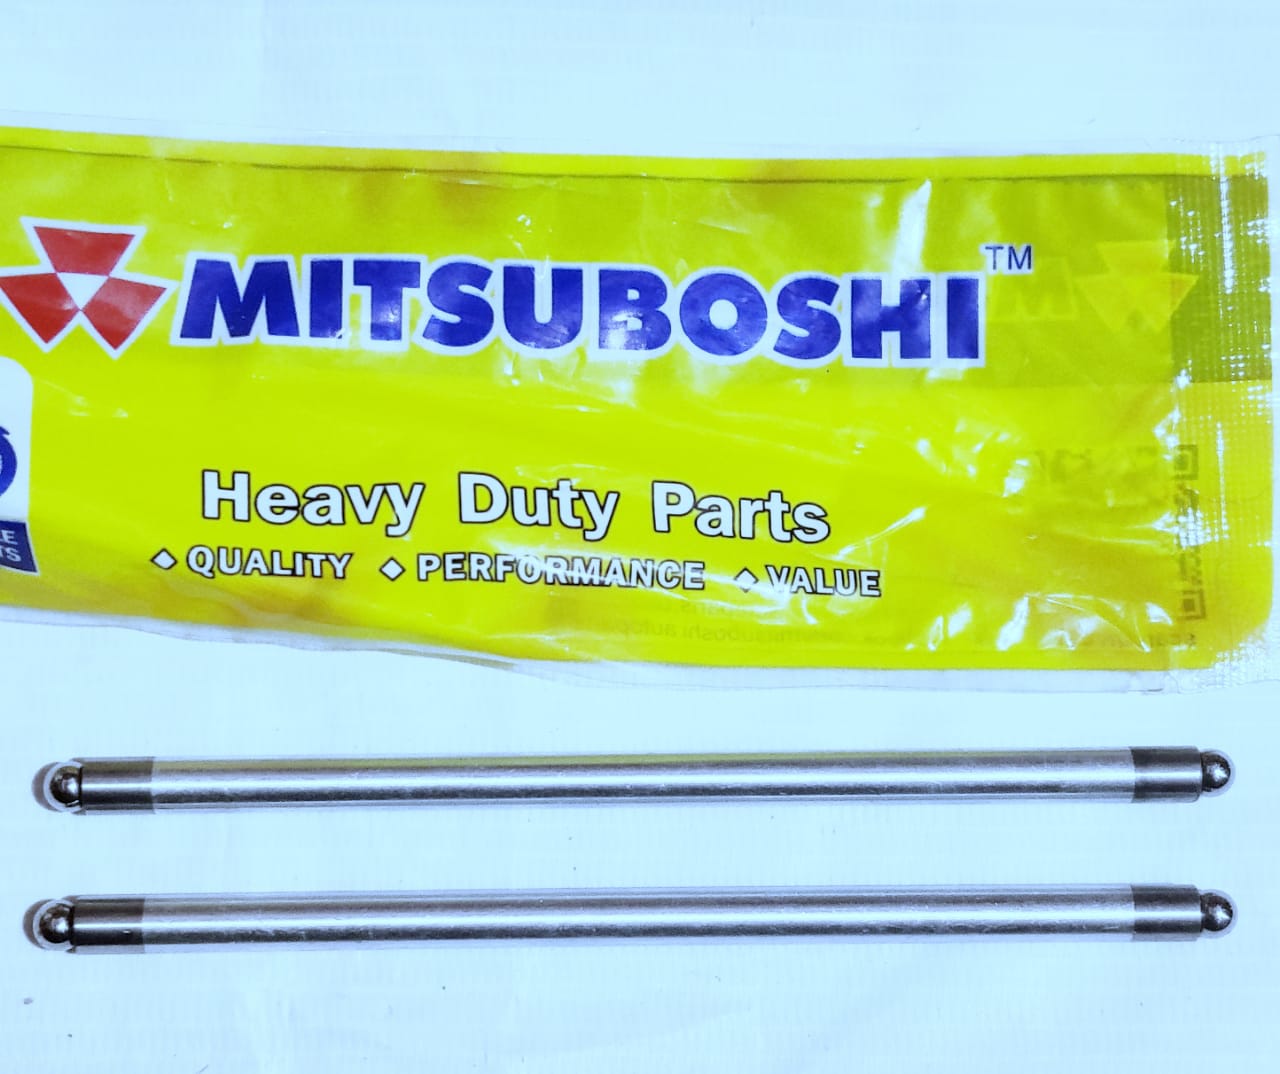 MITSUBOSHI™
Heavy Duty Parts
◆ QUALITY ◆ PERFORMANCE ◆ VALUE